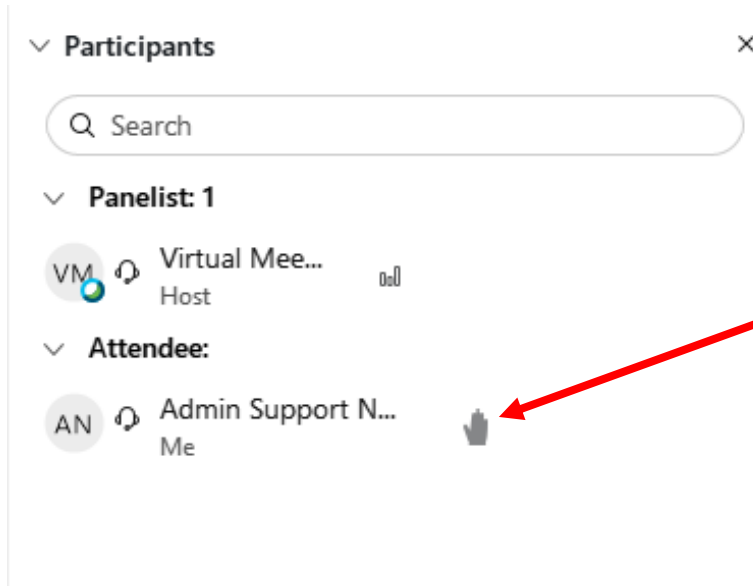 Participants
Search
Panelist: 1
VM
Virtual Mee...
Host
Attendee:
AN
Admin Support N...
Me